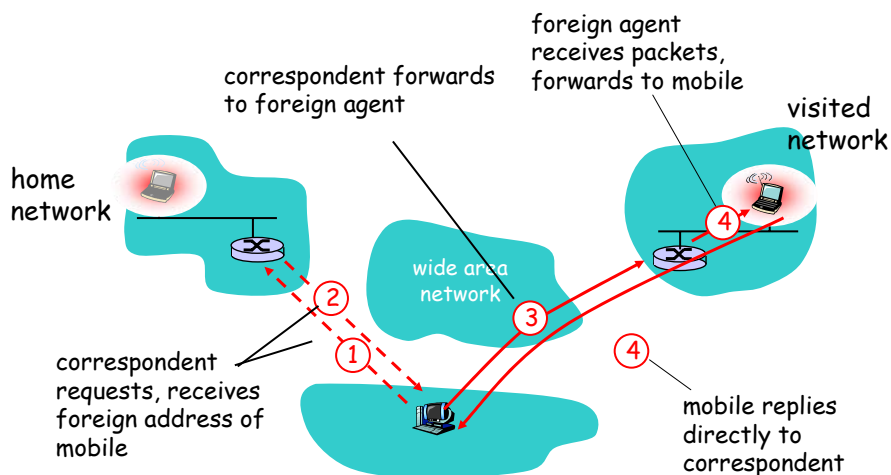 foreign agent
receives packets,
forwards to mobile
correspondent forwards
to foreign agent
visited
network
home
network
4
wide area
network
2
3
1
4
correspondent
requests, receives
foreign address of
mobile
mobile replies
directly to
correspondent